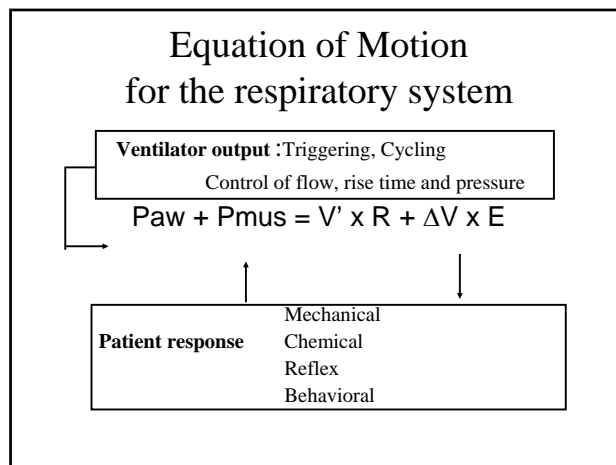 Equation of Motion
for the respiratory system
Ventilator output :Triggering, Cycling
Control of flow, rise time and pressure
Paw + Pmus = V' x R + ΔV x E
Mechanical
Patient response Chemical
Reflex
Behavioral